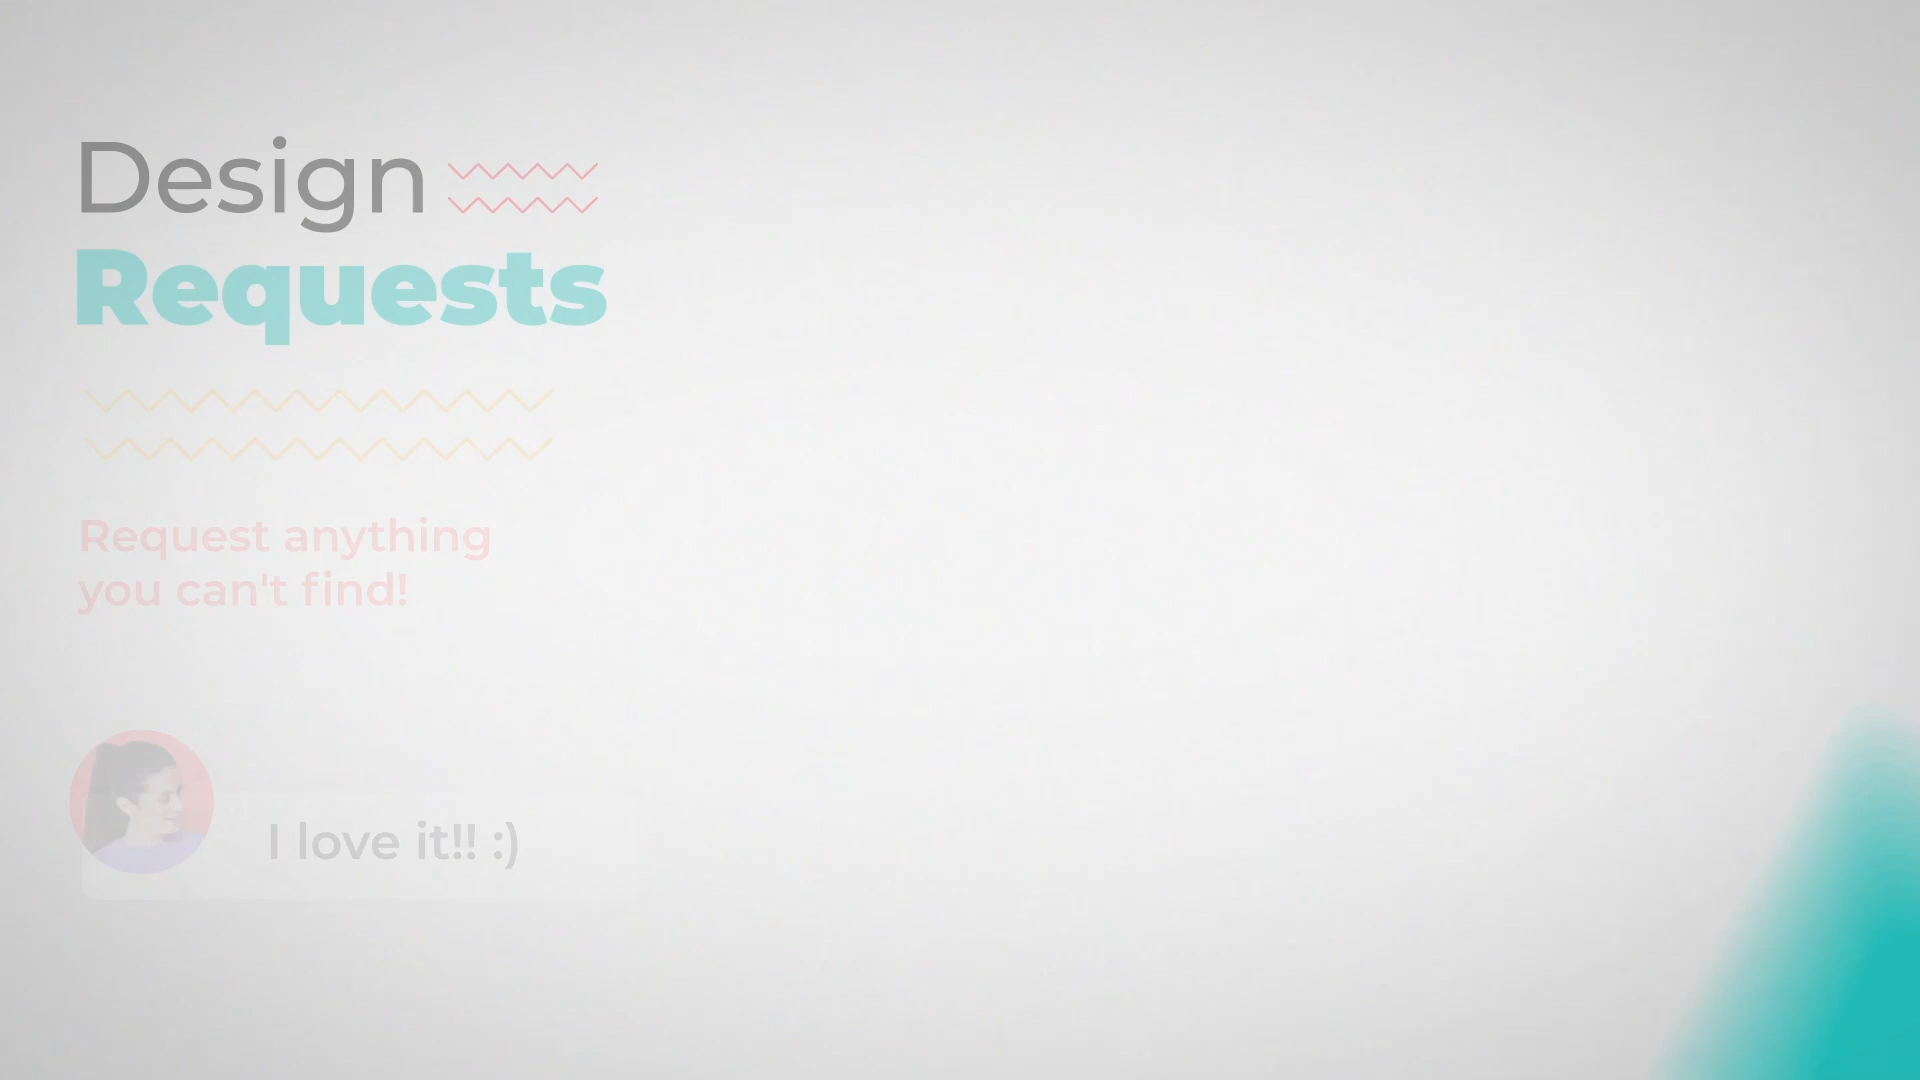 Design
Requests
Request anything
you can't find!
I love it!! :)